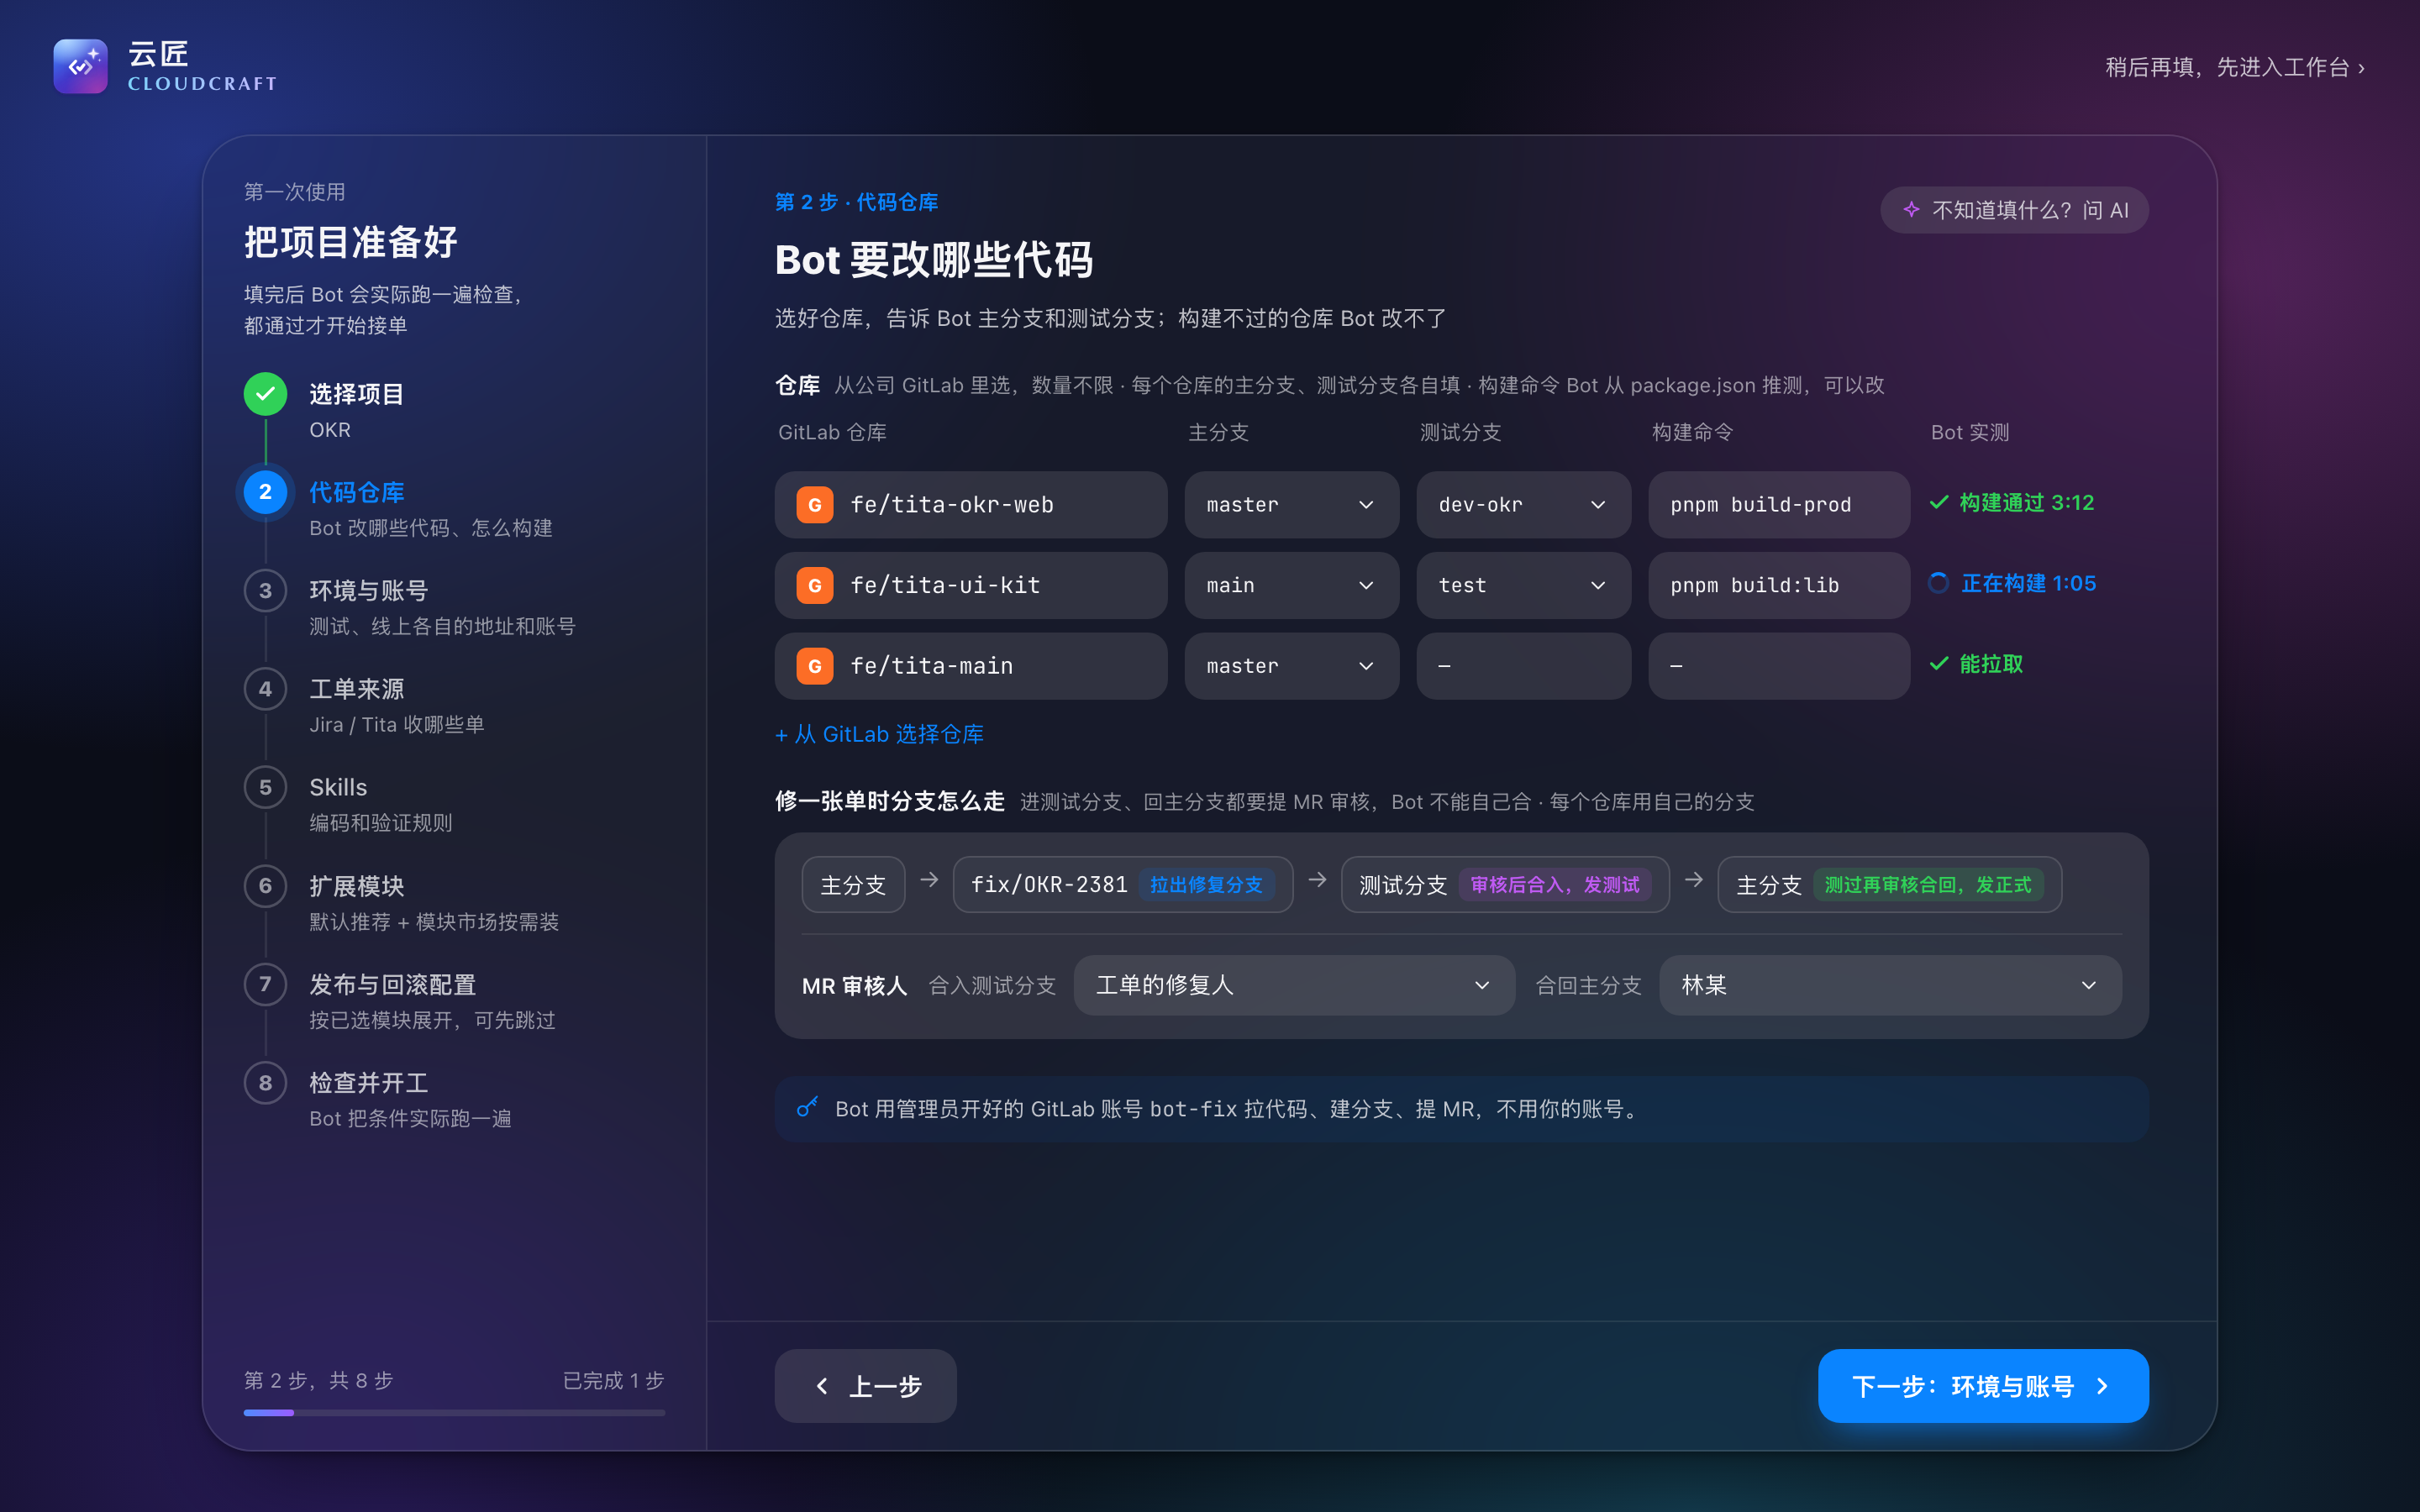 云匠
CLOUDCRAFT
稍后再填，先进入工作台 ›
第一次使用
把项目准备好
填完后 Bot 会实际跑一遍检查，
都通过才开始接单
选择项目
OKR
2 代码仓库
Bot 改哪些代码、怎么构建
3 环境与账号
测试、线上各自的地址和账号
4 工单来源
Jira / Tita 收哪些单
5 Skills
编码和验证规则
6 扩展模块
默认推荐 + 模块市场按需装
7 发布与回滚配置
按已选模块展开，可先跳过
8 检查并开工
Bot 把条件实际跑一遍
第 2 步，共 8 步 已完成 1 步
第 2 步 · 代码仓库
不知道填什么？问 AI
Bot 要改哪些代码
选好仓库，告诉 Bot 主分支和测试分支；构建不过的仓库 Bot 改不了
仓库 从公司 GitLab 里选，数量不限 · 每个仓库的主分支、测试分支各自填 · 构建命令 Bot 从 package.json 推测，可以改
GitLab 仓库 主分支 测试分支 构建命令 Bot 实测
G fe/tita-okr-web master dev-okr pnpm build-prod 构建通过 3:12
G fe/tita-ui-kit main test pnpm build:lib 正在构建 1:05
G fe/tita-main master — — 能拉取
+ 从 GitLab 选择仓库
修一张单时分支怎么走 进测试分支、回主分支都要提 MR 审核，Bot 不能自己合 · 每个仓库用自己的分支
主分支 → fix/OKR-2381 拉出修复分支 → 测试分支 审核后合入，发测试 → 主分支 测过再审核合回，发正式
MR 审核人 合入测试分支 工单的修复人 合回主分支 林某
Bot 用管理员开好的 GitLab 账号 bot-fix 拉代码、建分支、提 MR，不用你的账号。
上一步
下一步：环境与账号